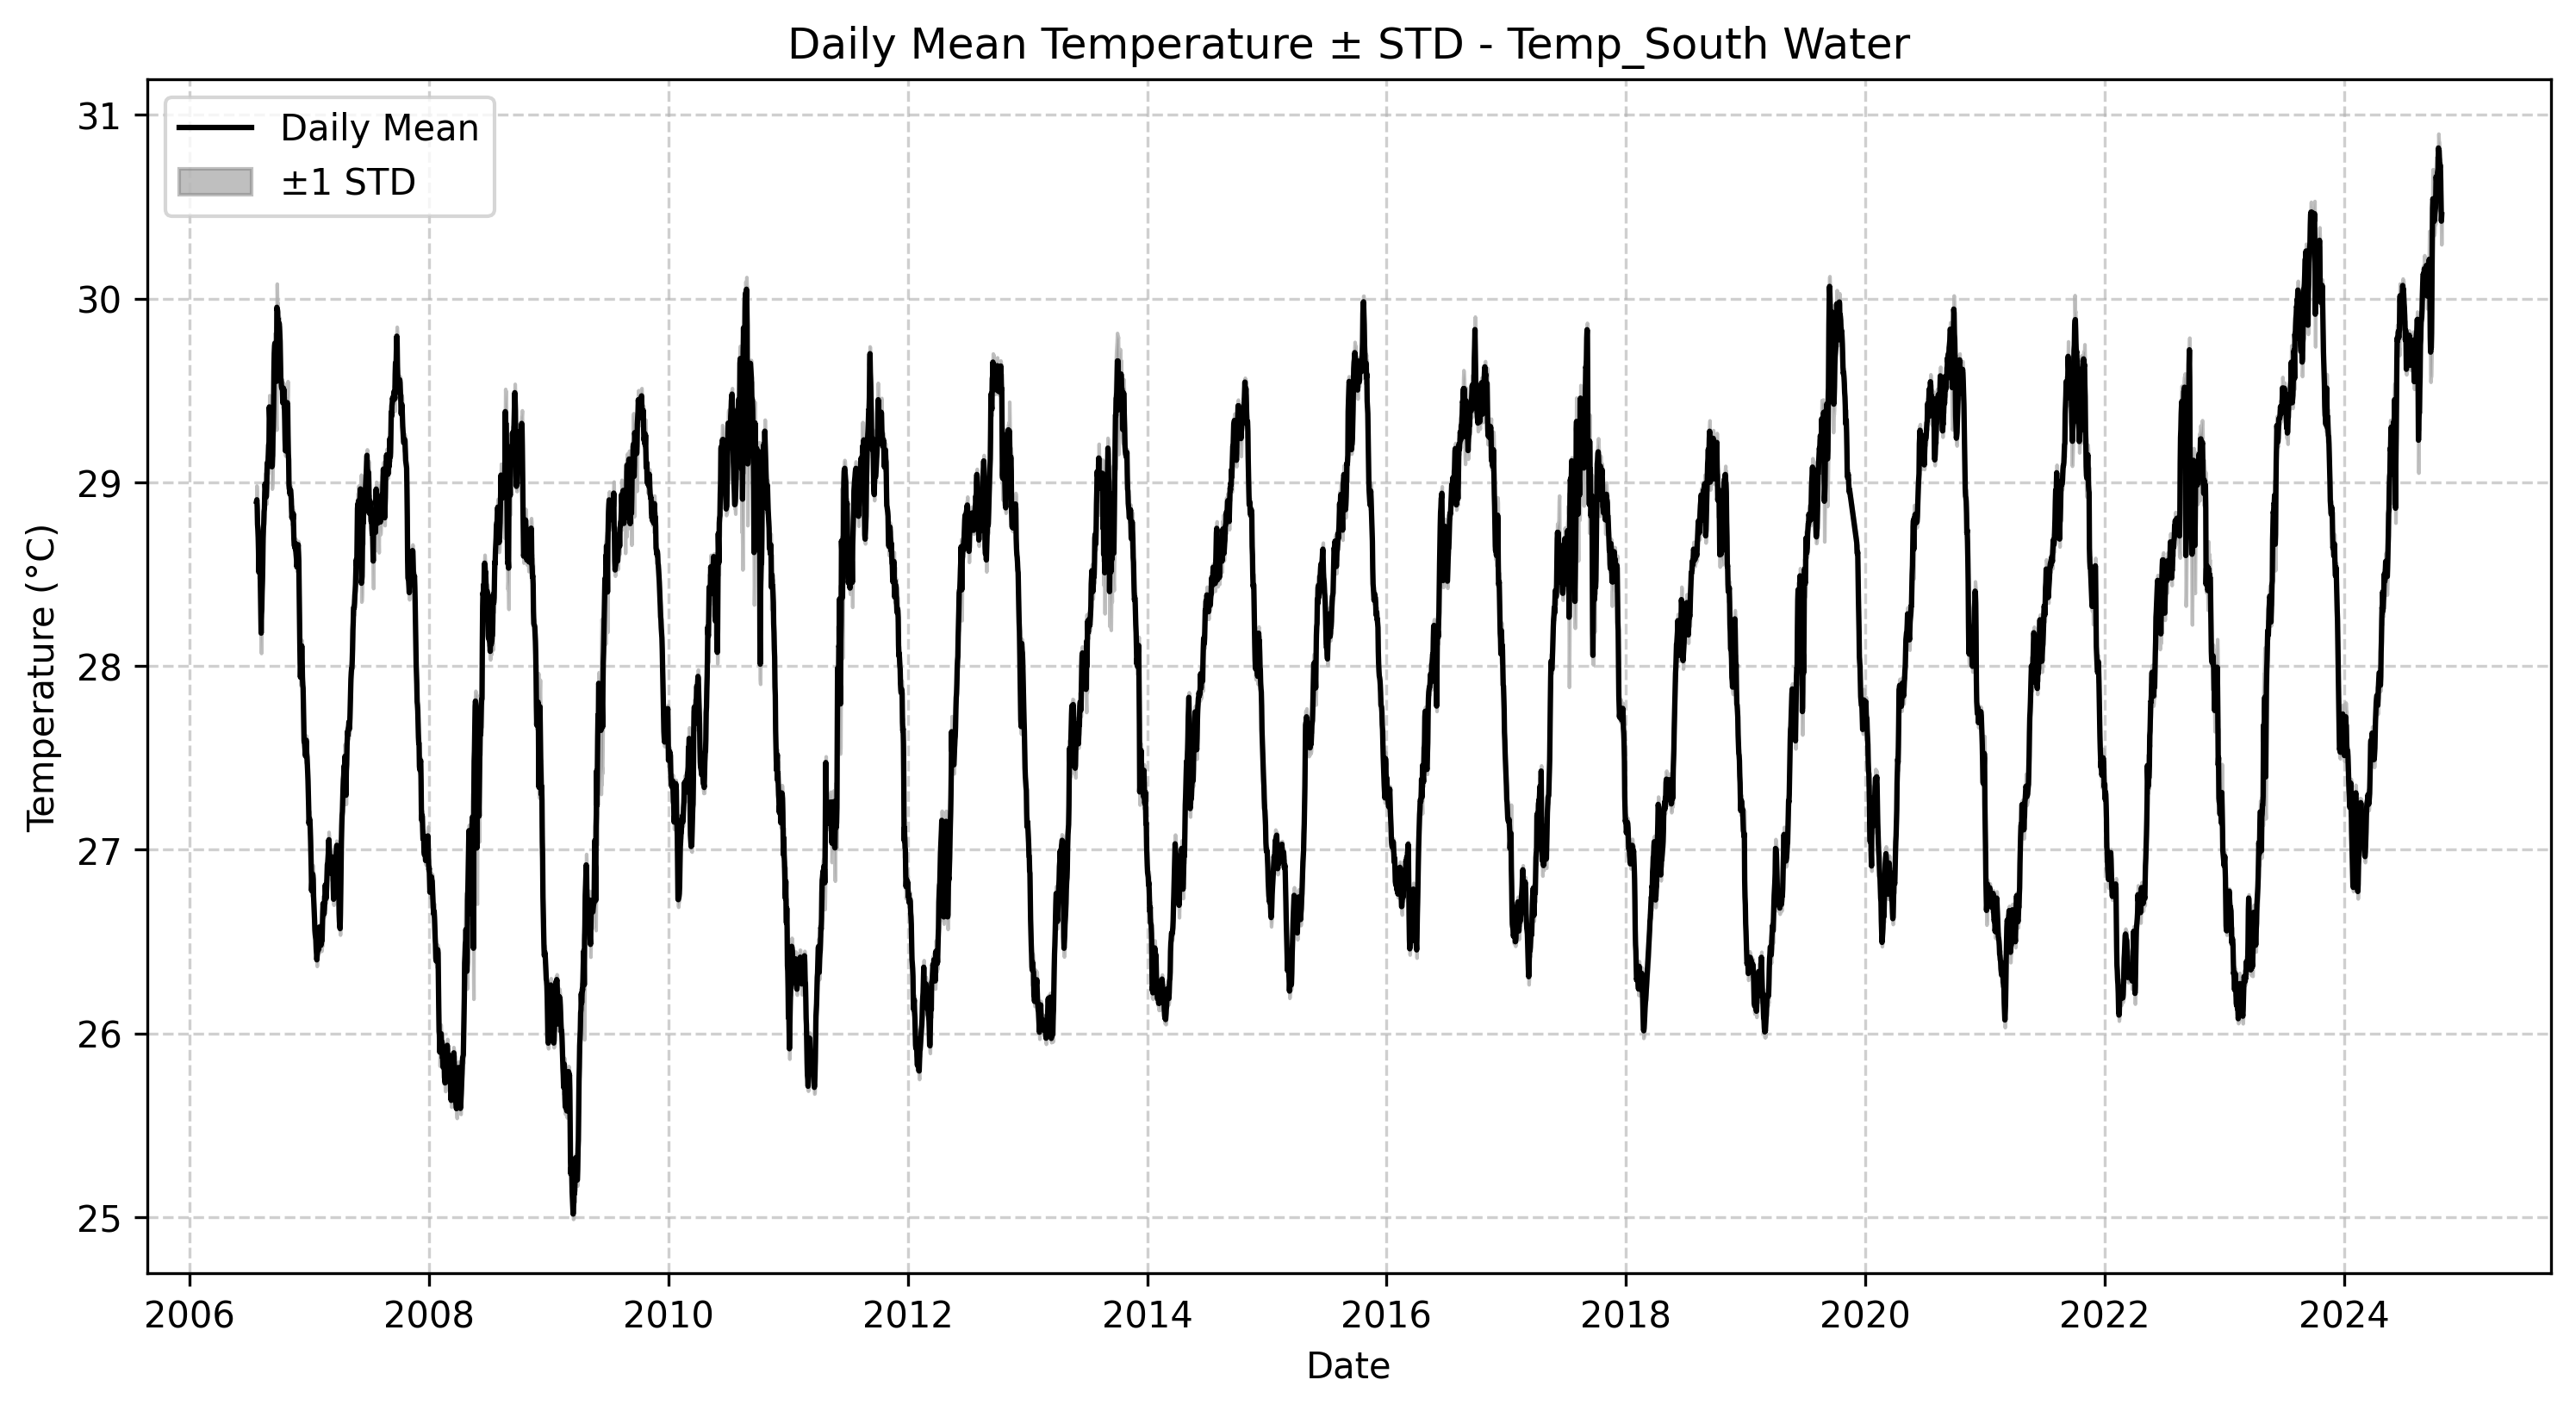 Daily Mean Temperature ± STD - Temp_South Water
Daily Mean
±1 STD
Temperature (°C)
31
30
29
28
27
26
25
2006 2008 2010 2012 2014 2016 2018 2020 2022 2024
Date